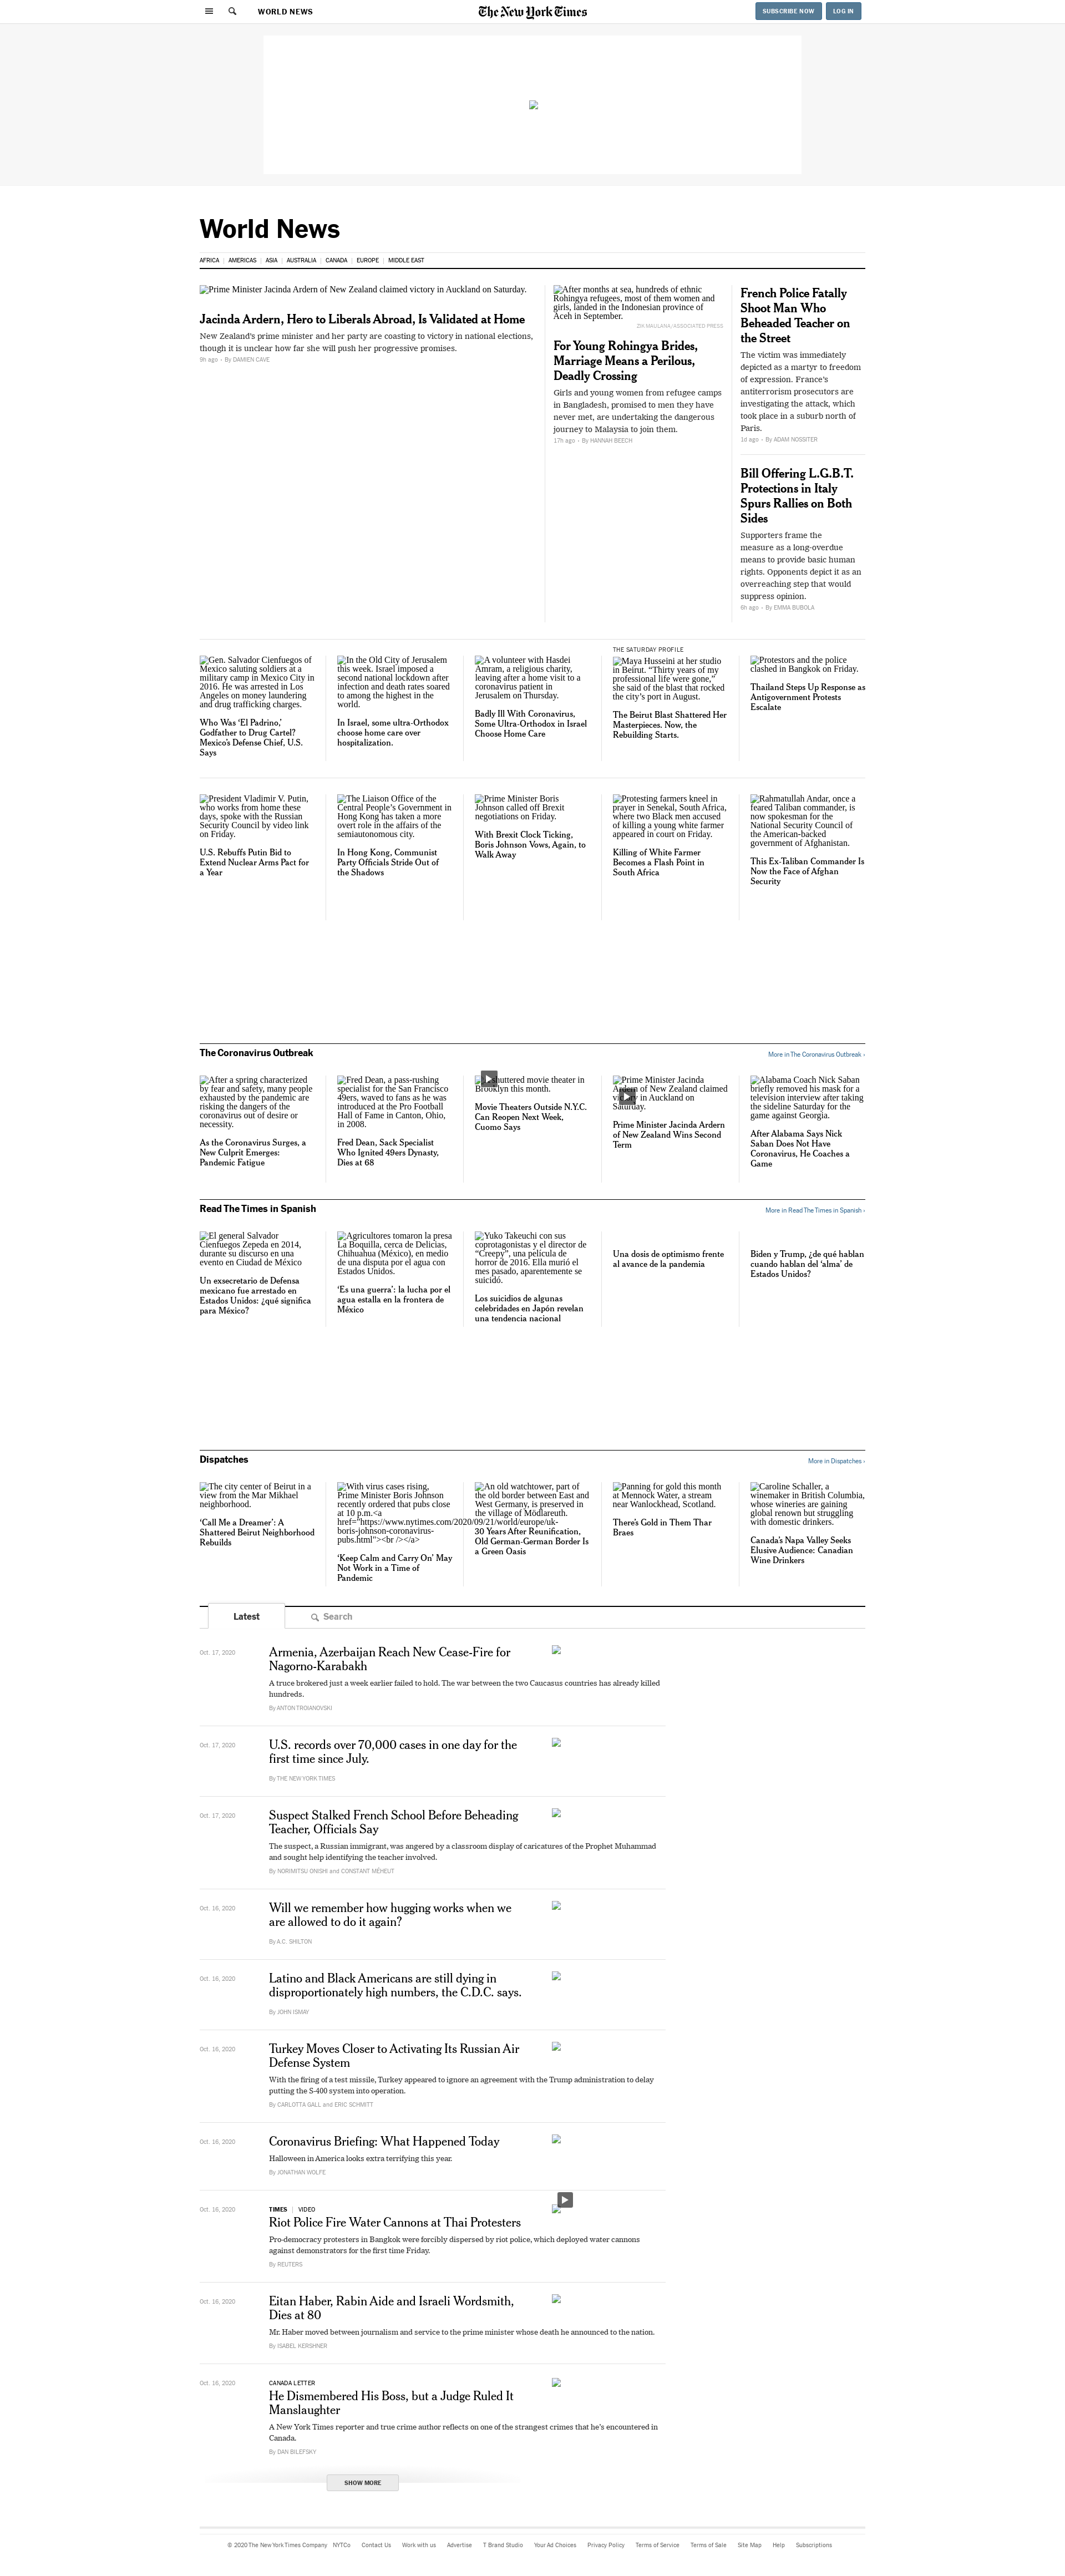 WORLD NEWS
The New York Times
SUBSCRIBE NOW
LOG IN
World News
AFRICA
AMERICAS
ASIA
AUSTRALIA
CANADA
EUROPE
MIDDLE EAST
Prime Minister Jacinda Ardern of New Zealand claimed victory in Auckland on Saturday.
Jacinda Ardern, Hero to Liberals Abroad, Is Validated at Home
New Zealand's prime minister and her party are coasting to victory in national elections,
though it is unclear how far she will push her progressive promises.
9h ago · By DAMIEN CAVE
After months at sea, hundreds of ethnic
Rohingya refugees, most of them women and
girls, landed in the Indonesian province of
Aceh in September.
ZIK MAULANA/ASSOCIATED PRESS
For Young Rohingya Brides,
Marriage Means a Perilous,
Deadly Crossing
Girls and young women from refugee camps
in Bangladesh, promised to men they have
never met, are undertaking the dangerous
journey to Malaysia to join them.
17h ago · By HANNAH BEECH
French Police Fatally
Shoot Man Who
Beheaded Teacher on
the Street
The victim was immediately
depicted as a martyr to freedom
of expression. France's
antiterrorism prosecutors are
investigating the attack, which
took place in a suburb north of
Paris.
1d ago · By ADAM NOSSITER
Bill Offering L.G.B.T.
Protections in Italy
Spurs Rallies on Both
Sides
Supporters frame the
measure as a long-overdue
means to provide basic human
rights. Opponents depict it as an
overreaching step that would
suppress opinion.
6h ago · By EMMA BUBOLA
Gen. Salvador Cienfuegos of
Mexico saluting soldiers at a
military camp in Mexico City in
2016. He was arrested in Los
Angeles on money laundering
and drug trafficking charges.
Who Was ‘El Padrino,’
Godfather to Drug Cartel?
Mexico's Defense Chief, U.S.
Says
In the Old City of Jerusalem
this week. Israel imposed a
second national lockdown after
infection and death rates soared
to among the highest in the
world.
In Israel, some ultra-Orthodox
choose home care over
hospitalization.
A volunteer with Hasdei
Amram, a religious charity,
leaving after a home visit to a
coronavirus patient in
Jerusalem on Thursday.
Badly Ill With Coronavirus,
Some Ultra-Orthodox in Israel
Choose Home Care
THE SATURDAY PROFILE
Maya Husseini at her studio
in Beirut. “Thirty years of my
professional life were gone,”
she said of the blast that rocked
the city's port in August.
The Beirut Blast Shattered Her
Masterpieces. Now, the
Rebuilding Starts.
Protestors and the police
clashed in Bangkok on Friday.
Thailand Steps Up Response as
Antigovernment Protests
Escalate
President Vladimir V. Putin,
who works from home these
days, spoke with the Russian
Security Council by video link
on Friday.
U.S. Rebuffs Putin Bid to
Extend Nuclear Arms Pact for
a Year
The Liaison Office of the
Central People's Government in
Hong Kong has taken a more
overt role in the affairs of the
semiautonomous city.
In Hong Kong, Communist
Party Officials Stride Out of
the Shadows
Prime Minister Boris
Johnson called off Brexit
negotiations on Friday.
With Brexit Clock Ticking,
Boris Johnson Vows, Again, to
Walk Away
Protesting farmers kneel in
prayer in Senekal, South Africa,
where two Black men accused
of killing a young white farmer
appeared in court on Friday.
Killing of White Farmer
Becomes a Flash Point in
South Africa
Rahmatullah Andar, once a
feared Taliban commander, is
now spokesman for the
National Security Council of
the American-backed
government of Afghanistan.
This Ex-Taliban Commander Is
Now the Face of Afghan
Security
The Coronavirus Outbreak
More in The Coronavirus Outbreak ›
After a spring characterized
by fear and safety, many people
exhausted by the pandemic are
risking the dangers of the
coronavirus out of desire or
necessity.
As the Coronavirus Surges, a
New Culprit Emerges:
Pandemic Fatigue
Fred Dean, a pass-rushing
specialist for the San Francisco
49ers, waved to fans as he was
introduced at the Pro Football
Hall of Fame in Canton, Ohio,
in 2008.
Fred Dean, Sack Specialist
Who Ignited 49ers Dynasty,
Dies at 68
uttered movie theater in
Brooklyn this month.
Movie Theaters Outside N.Y.C.
Can Reopen Next Week,
Cuomo Says
Prime Minister Jacinda
Ardern of New Zealand claimed
victory in Auckland on
Saturday.
Prime Minister Jacinda Ardern
of New Zealand Wins Second
Term
Alabama Coach Nick Saban
briefly removed his mask for a
television interview after taking
the sideline Saturday for the
game against Georgia.
After Alabama Says Nick
Saban Does Not Have
Coronavirus, He Coaches a
Game
Read The Times in Spanish
More in Read The Times in Spanish ›
El general Salvador
Cienfuegos Zepeda en 2014,
durante su discurso en un
evento en Ciudad de México
Un exsecretario de Defensa
mexicano fue arrestado en
Estados Unidos: ¿qué significa
para México?
Agricultores tomaron la presa
La Boquilla, cerca de Delicias,
Chihuahua (México), en medio
de una disputa por el agua con
Estados Unidos.
‘Es una guerra’: la lucha por el
agua estalla en la frontera de
México
Yuko Takeuchi con sus
coprotagonistas y el director de
“Creepy”, una película de
horror de 2016. Ella murió el
mes pasado, aparentemente se
suicidó.
Los suicidios de algunas
celebridades en Japón revelan
una tendencia nacional
Una dosis de optimismo frente
al avance de la pandemia
Biden y Trump, ¿de qué hablan
cuando hablan del ‘alma’ de
Estados Unidos?
Dispatches
More in Dispatches ›
The city center of Beirut in a
view from the Mar Mikhael
neighborhood.
‘Call Me a Dreamer’: A
Shattered Beirut Neighborhood
Rebuilds
With virus cases rising,
Prime Minister Boris Johnson
recently ordered that pubs close
at 10 p.m.<a
href="https://www.nytimes.com/2020/09/21/world/europe/uk-
boris-johnson-coronavirus-
pubs.html"><br /></a>
‘Keep Calm and Carry On’ May
Not Work in a Time of
Pandemic
An old watchtower, part of
the old border between East and
West Germany, is preserved in
the village of Mödlareuth.
30 Years After Reunification,
Old German-German Border Is
a Green Oasis
Panning for gold this month
at Mennock Water, a stream
near Wanlockhead, Scotland.
There's Gold in Them Thar
Braes
Caroline Schaller, a
winemaker in British Columbia,
whose wineries are gaining
global renown but struggling
with domestic drinkers.
Canada's Napa Valley Seeks
Elusive Audience: Canadian
Wine Drinkers
Latest
Search
Oct. 17, 2020
Armenia, Azerbaijan Reach New Cease-Fire for
Nagorno-Karabakh
A truce brokered just a week earlier failed to hold. The war between the two Caucasus countries has already killed
hundreds.
By ANTON TROIANOVSKI
Oct. 17, 2020
U.S. records over 70,000 cases in one day for the
first time since July.
By THE NEW YORK TIMES
Oct. 17, 2020
Suspect Stalked French School Before Beheading
Teacher, Officials Say
The suspect, a Russian immigrant, was angered by a classroom display of caricatures of the Prophet Muhammad
and sought help identifying the teacher involved.
By NORIMITSU ONISHI and CONSTANT MÉHEUT
Oct. 16, 2020
Will we remember how hugging works when we
are allowed to do it again?
By A.C. SHILTON
Oct. 16, 2020
Latino and Black Americans are still dying in
disproportionately high numbers, the C.D.C. says.
By JOHN ISMAY
Oct. 16, 2020
Turkey Moves Closer to Activating Its Russian Air
Defense System
With the firing of a test missile, Turkey appeared to ignore an agreement with the Trump administration to delay
putting the S-400 system into operation.
By CARLOTTA GALL and ERIC SCHMITT
Oct. 16, 2020
Coronavirus Briefing: What Happened Today
Halloween in America looks extra terrifying this year.
By JONATHAN WOLFE
Oct. 16, 2020
TIMES | VIDEO
Riot Police Fire Water Cannons at Thai Protesters
Pro-democracy protesters in Bangkok were forcibly dispersed by riot police, which deployed water cannons
against demonstrators for the first time Friday.
By REUTERS
Oct. 16, 2020
Eitan Haber, Rabin Aide and Israeli Wordsmith,
Dies at 80
Mr. Haber moved between journalism and service to the prime minister whose death he announced to the nation.
By ISABEL KERSHNER
Oct. 16, 2020
CANADA LETTER
He Dismembered His Boss, but a Judge Ruled It
Manslaughter
A New York Times reporter and true crime author reflects on one of the strangest crimes that he's encountered in
Canada.
By DAN BILEFSKY
SHOW MORE
© 2020 The New York Times Company
NYTCo
Contact Us
Work with us
Advertise
T Brand Studio
Your Ad Choices
Privacy Policy
Terms of Service
Terms of Sale
Site Map
Help
Subscriptions